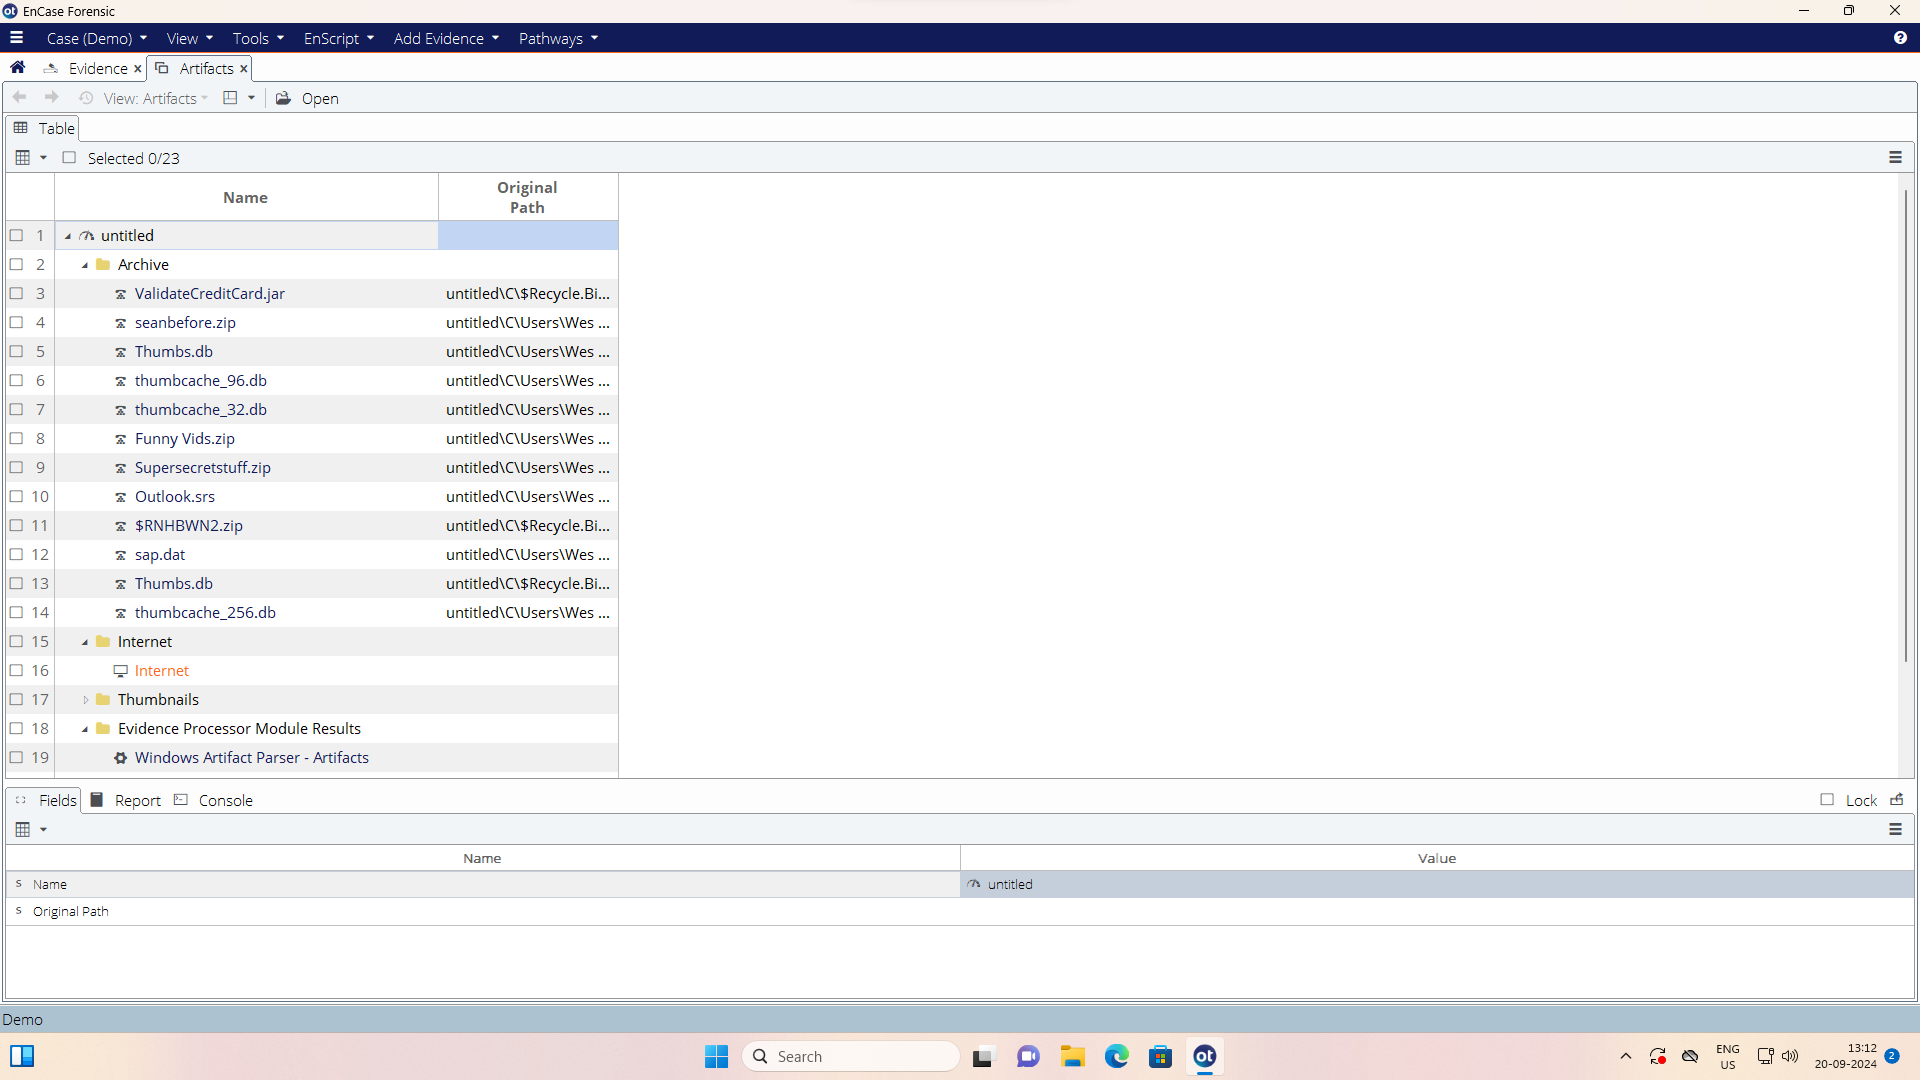 EnCase Forensic
Case (Demo) View Tools EnScript Add Evidence Pathways
Evidence Artifacts
View: Artifacts Open
Table
Selected 0/23
Name Original Path
1 untitled
2 Archive
3 ValidateCreditCard.jar untitled\C\$Recycle.Bi...
4 seanbefore.zip untitled\C\Users\Wes ...
5 Thumbs.db untitled\C\Users\Wes ...
6 thumbcache_96.db untitled\C\Users\Wes ...
7 thumbcache_32.db untitled\C\Users\Wes ...
8 Funny Vids.zip untitled\C\Users\Wes ...
9 Supersecretstuff.zip untitled\C\Users\Wes ...
10 Outlook.srs untitled\C\Users\Wes ...
11 $RNHBWN2.zip untitled\C\$Recycle.Bi...
12 sap.dat untitled\C\Users\Wes ...
13 Thumbs.db untitled\C\$Recycle.Bi...
14 thumbcache_256.db untitled\C\Users\Wes ...
15 Internet
16 Internet
17 Thumbnails
18 Evidence Processor Module Results
19 Windows Artifact Parser - Artifacts
Fields Report Console Lock
Name Value
S Name untitled
S Original Path
Demo
Search ot ENG US 13:12 20-09-2024 2